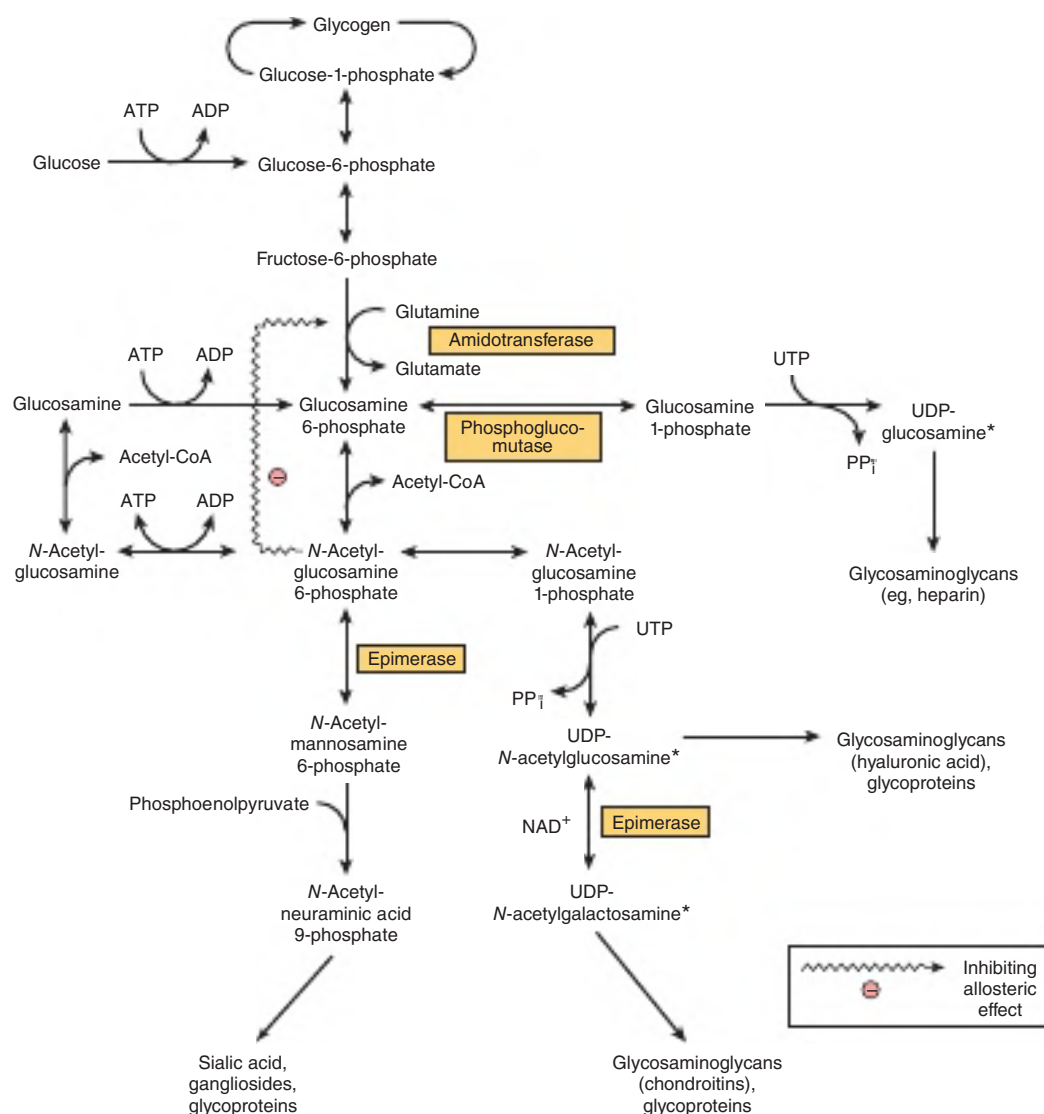 Glycogen
Glucose-1-phosphate
ATP ADP
Glucose Glucose-6-phosphate
Fructose-6-phosphate
Glutamine
Amidotransferase
Glutamate
ATP ADP
UTP
Glucosamine
Glucosamine
6-phosphate
Phosphogluco-
mutase
Glucosamine
1-phosphate
UDP-
glucosamine*
PPi
Acetyl-CoA
Acetyl-CoA
ATP ADP
N-Acetyl-
glucosamine
N-Acetyl-
glucosamine
6-phosphate
N-Acetyl-
glucosamine
1-phosphate
Glycosaminoglycans
(eg, heparin)
Epimerase
UTP
PPi
N-Acetyl-
mannosamine
6-phosphate
UDP-
N-acetylglucosamine*
Glycosaminoglycans
(hyaluronic acid),
glycoproteins
Phosphoenolpyruvate
NAD+
Epimerase
N-Acetyl-
neuraminic acid
9-phosphate
UDP-
N-acetylgalactosamine*
Inhibiting
allosteric
effect
Sialic acid,
gangliosides,
glycoproteins
Glycosaminoglycans
(chondroitins),
glycoproteins